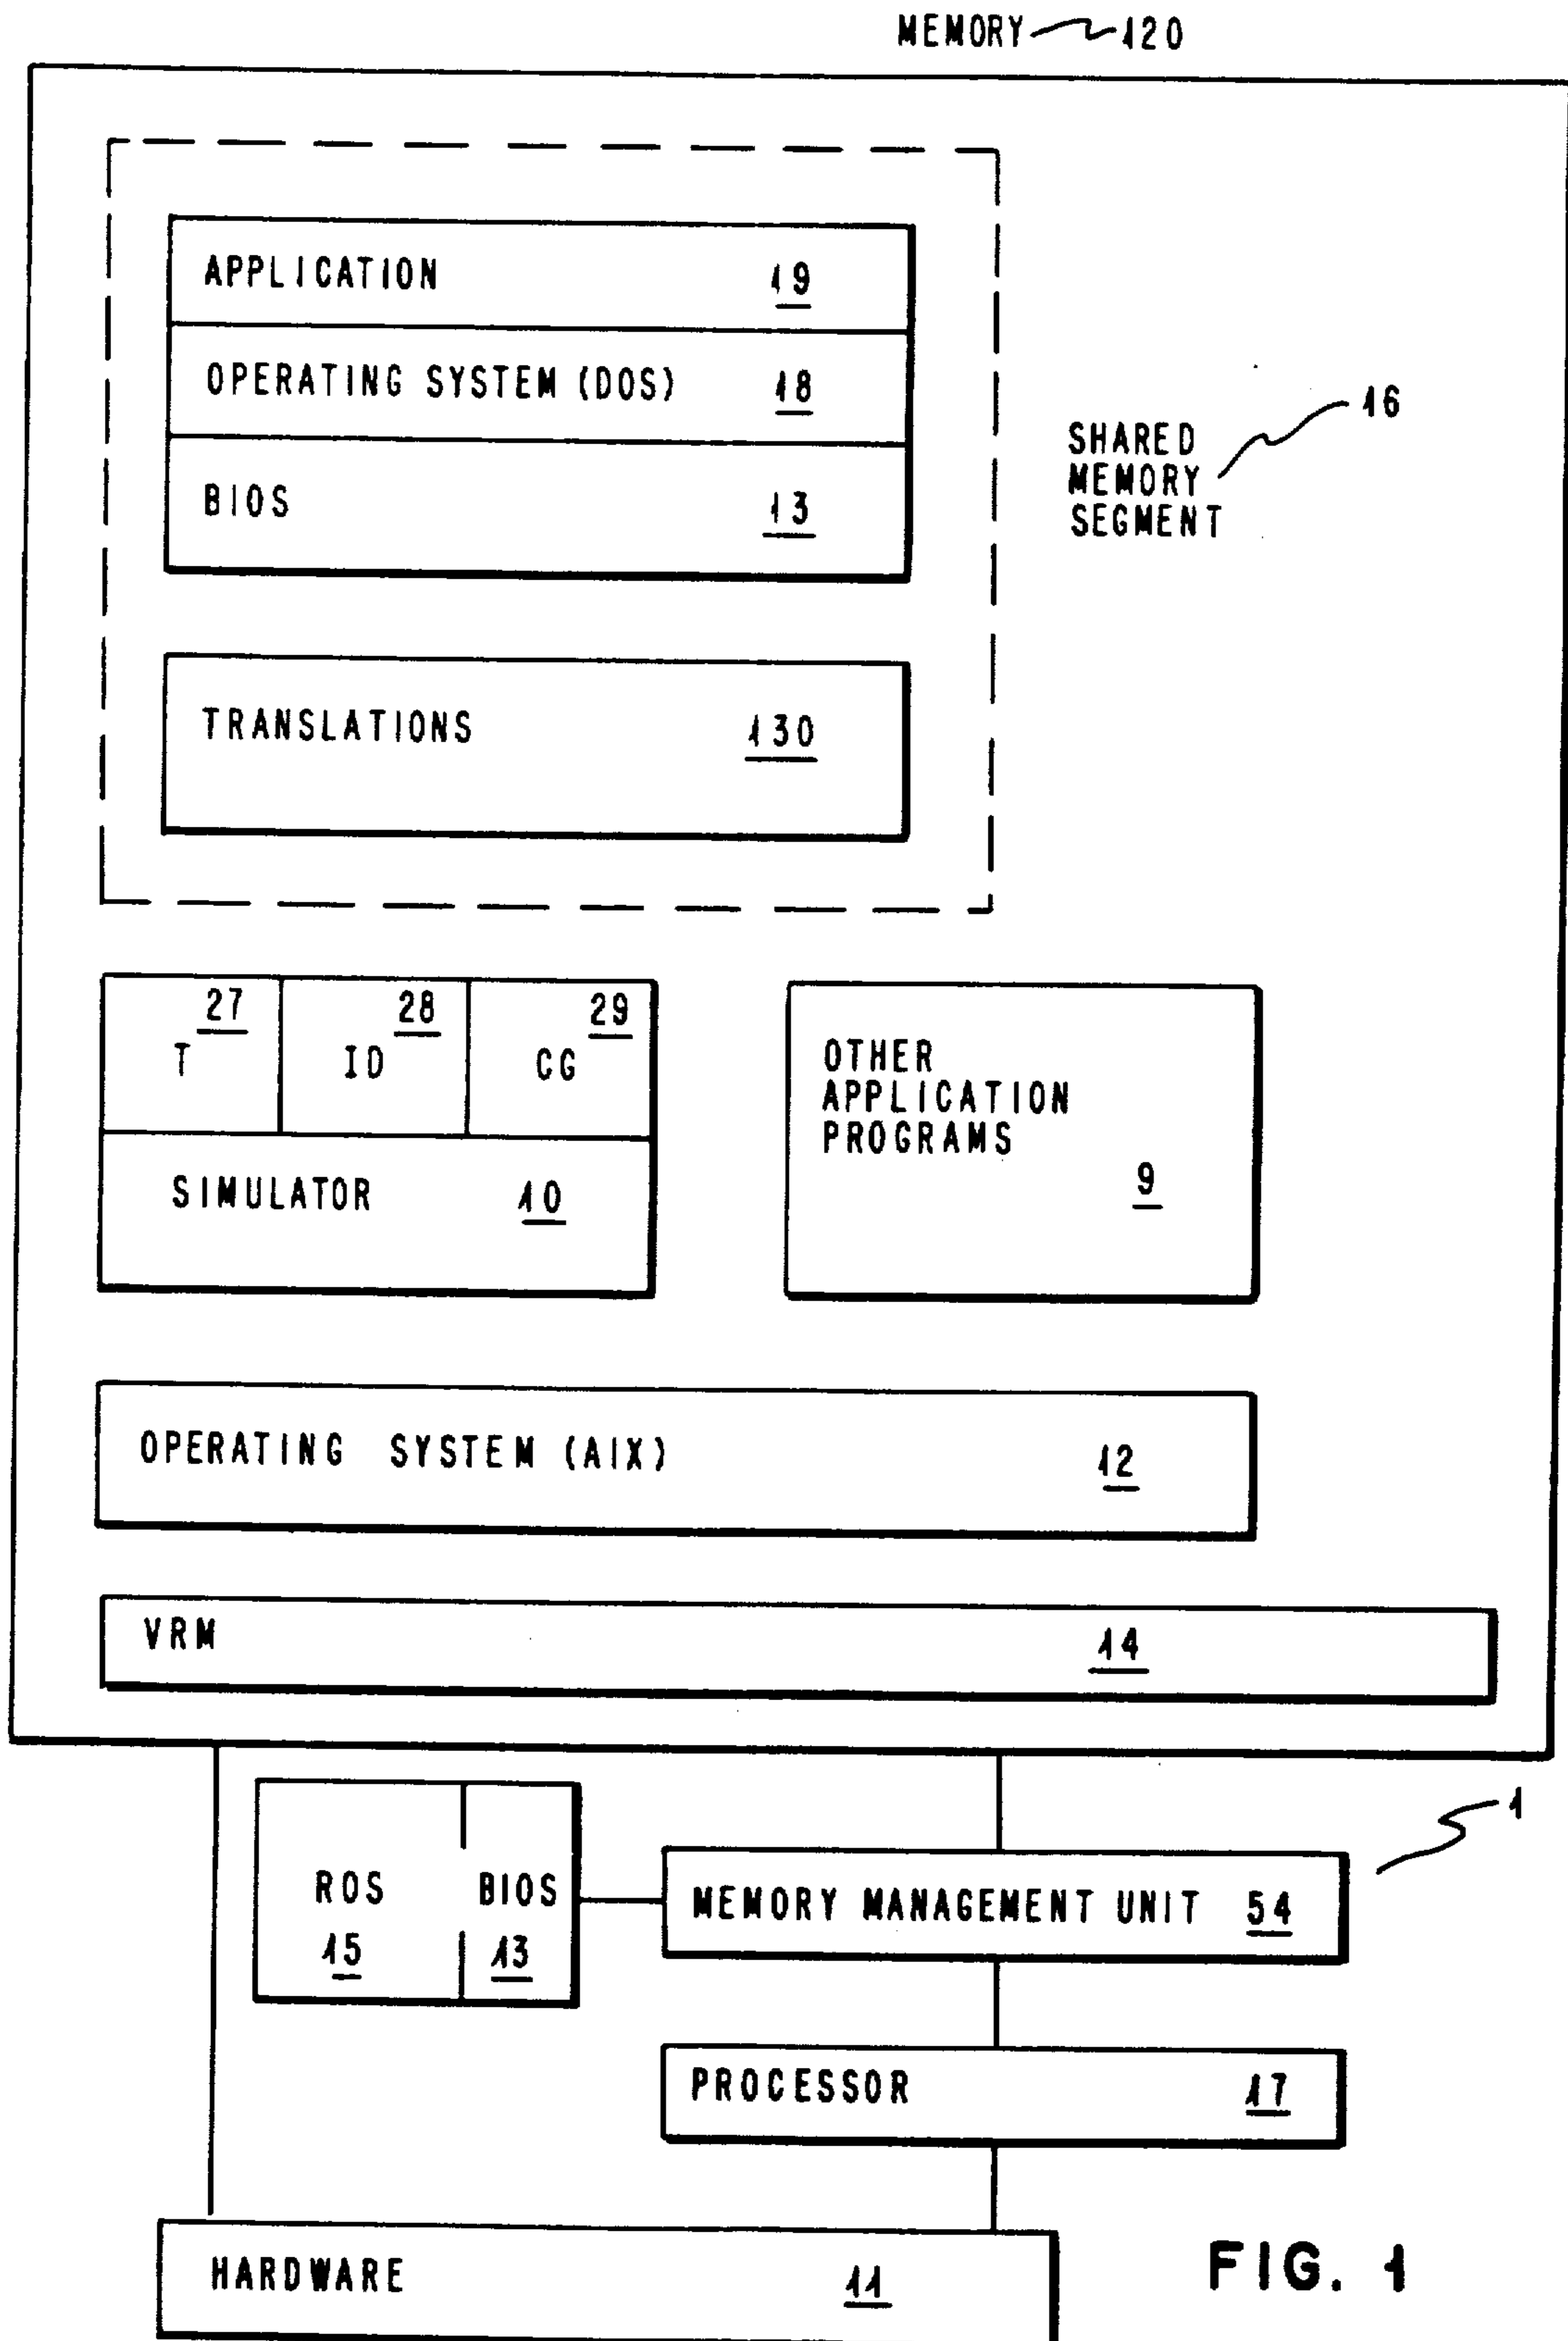 MEMORY 120
APPLICATION 19
OPERATING SYSTEM (DOS) 18
BIOS 13
16
SHARED
MEMORY
SEGMENT
TRANSLATIONS 130
27 28 29
T ID CG
SIMULATOR 10
OTHER
APPLICATION
PROGRAMS
9
OPERATING SYSTEM (AIX) 12
VRM 14
1
ROS BIOS
15 13
MEMORY MANAGEMENT UNIT 54
PROCESSOR 17
HARDWARE 11
FIG. 1